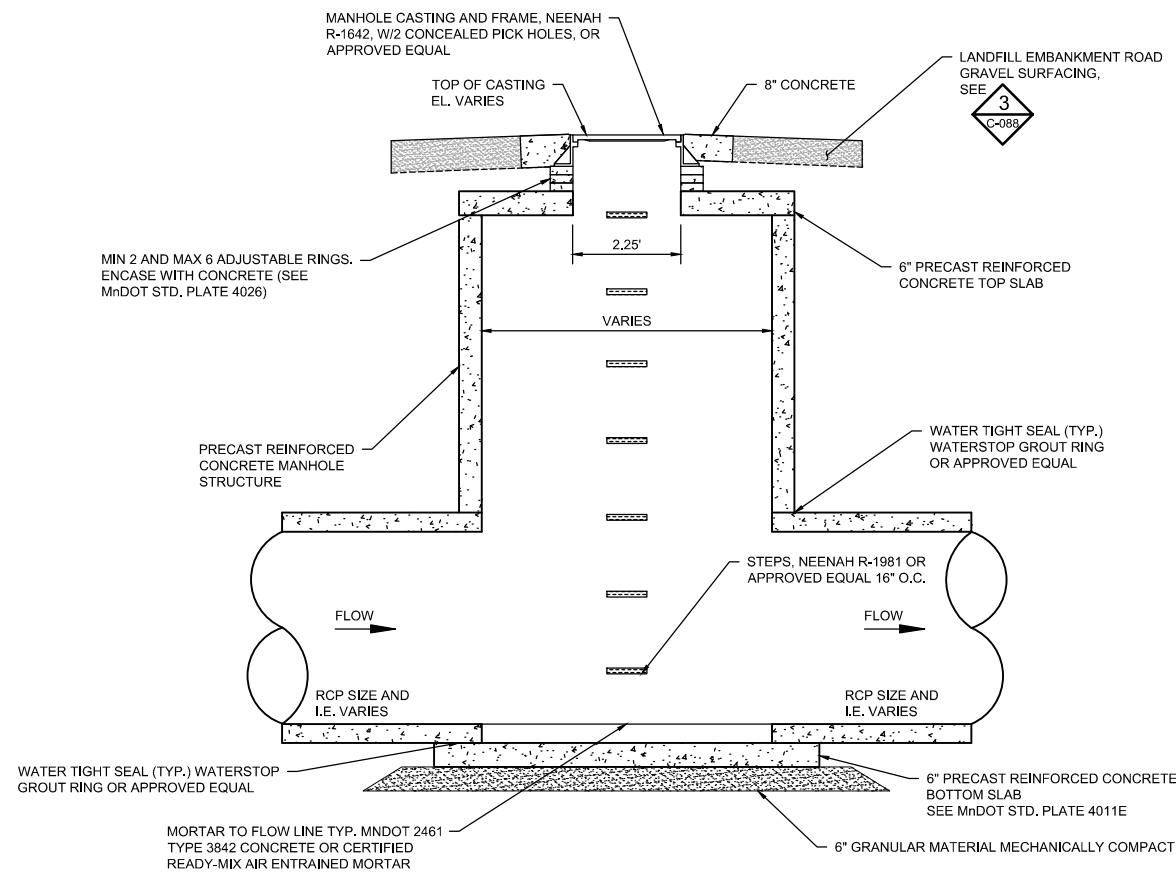 MANHOLE CASTING AND FRAME, NEENAH
R-1642, W/2 CONCEALED PICK HOLES, OR
APPROVED EQUAL
LANDFILL EMBANKMENT ROAD
GRAVEL SURFACING,
SEE
3
C-088
TOP OF CASTING
EL. VARIES
8" CONCRETE
2.25'
MIN 2 AND MAX 6 ADJUSTABLE RINGS.
ENCASE WITH CONCRETE (SEE
MnDOT STD. PLATE 4026)
6" PRECAST REINFORCED
CONCRETE TOP SLAB
VARIES
PRECAST REINFORCED
CONCRETE MANHOLE
STRUCTURE
WATER TIGHT SEAL (TYP.)
WATERSTOP GROUT RING
OR APPROVED EQUAL
STEPS, NEENAH R-1981 OR
APPROVED EQUAL 16" O.C.
FLOW
FLOW
RCP SIZE AND
I.E. VARIES
RCP SIZE AND
I.E. VARIES
WATER TIGHT SEAL (TYP.) WATERSTOP
GROUT RING OR APPROVED EQUAL
6" PRECAST REINFORCED CONCRETE
BOTTOM SLAB
SEE MnDOT STD. PLATE 4011E
MORTAR TO FLOW LINE TYP. MNDOT 2461
TYPE 3842 CONCRETE OR CERTIFIED
READY-MIX AIR ENTRAINED MORTAR
6" GRANULAR MATERIAL MECHANICALLY COMPACT